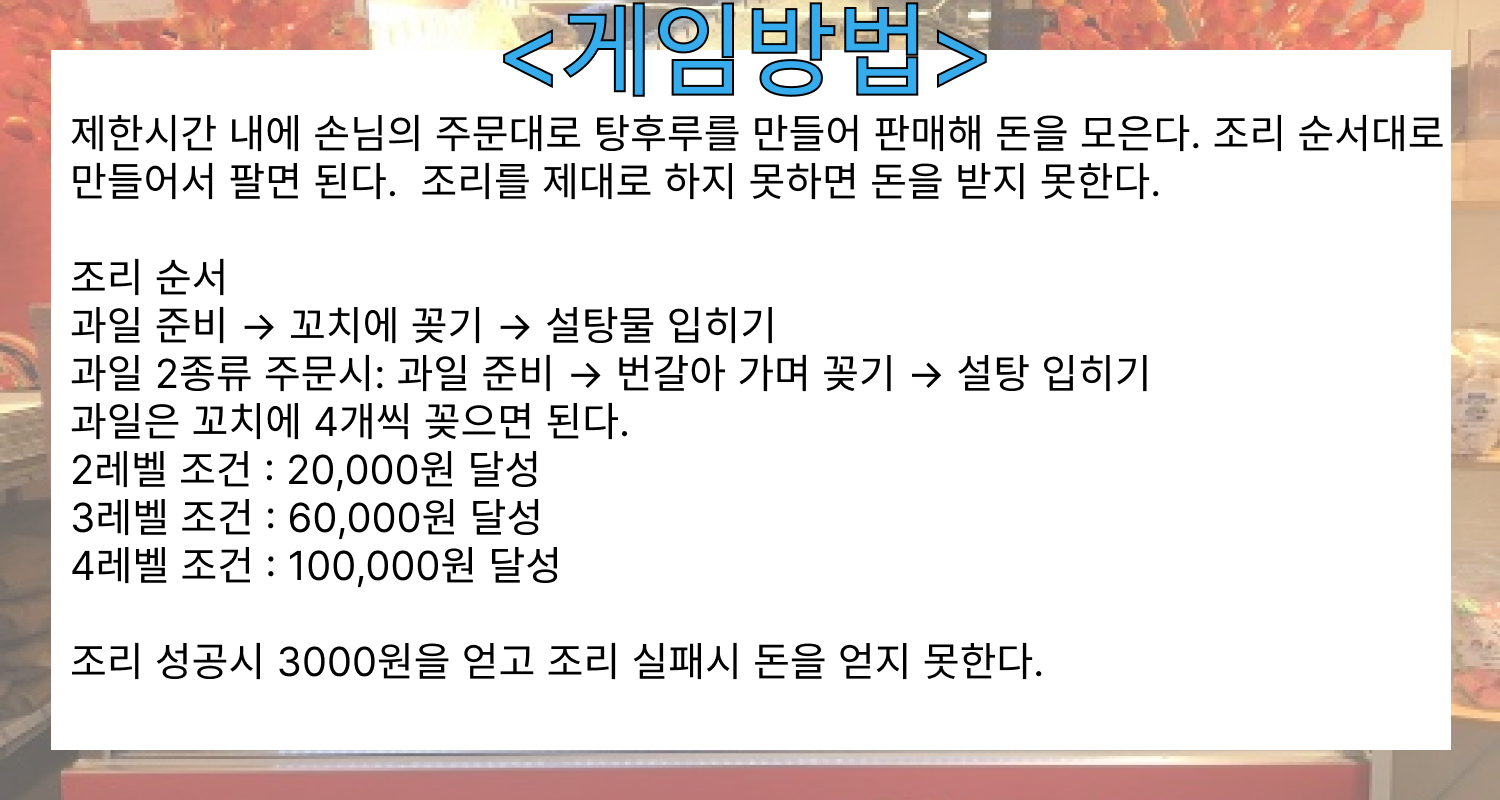 <게임방법>
제한시간 내에 손님의 주문대로 탕후루를 만들어 판매해 돈을 모은다. 조리 순서대로
만들어서 팔면 된다.  조리를 제대로 하지 못하면 돈을 받지 못한다.
조리 순서
과일 준비 → 꼬치에 꽂기 → 설탕물 입히기
과일 2종류 주문시: 과일 준비 → 번갈아 가며 꽂기 → 설탕 입히기
과일은 꼬치에 4개씩 꽂으면 된다.
2레벨 조건 : 20,000원 달성
3레벨 조건 : 60,000원 달성
4레벨 조건 : 100,000원 달성
조리 성공시 3000원을 얻고 조리 실패시 돈을 얻지 못한다.